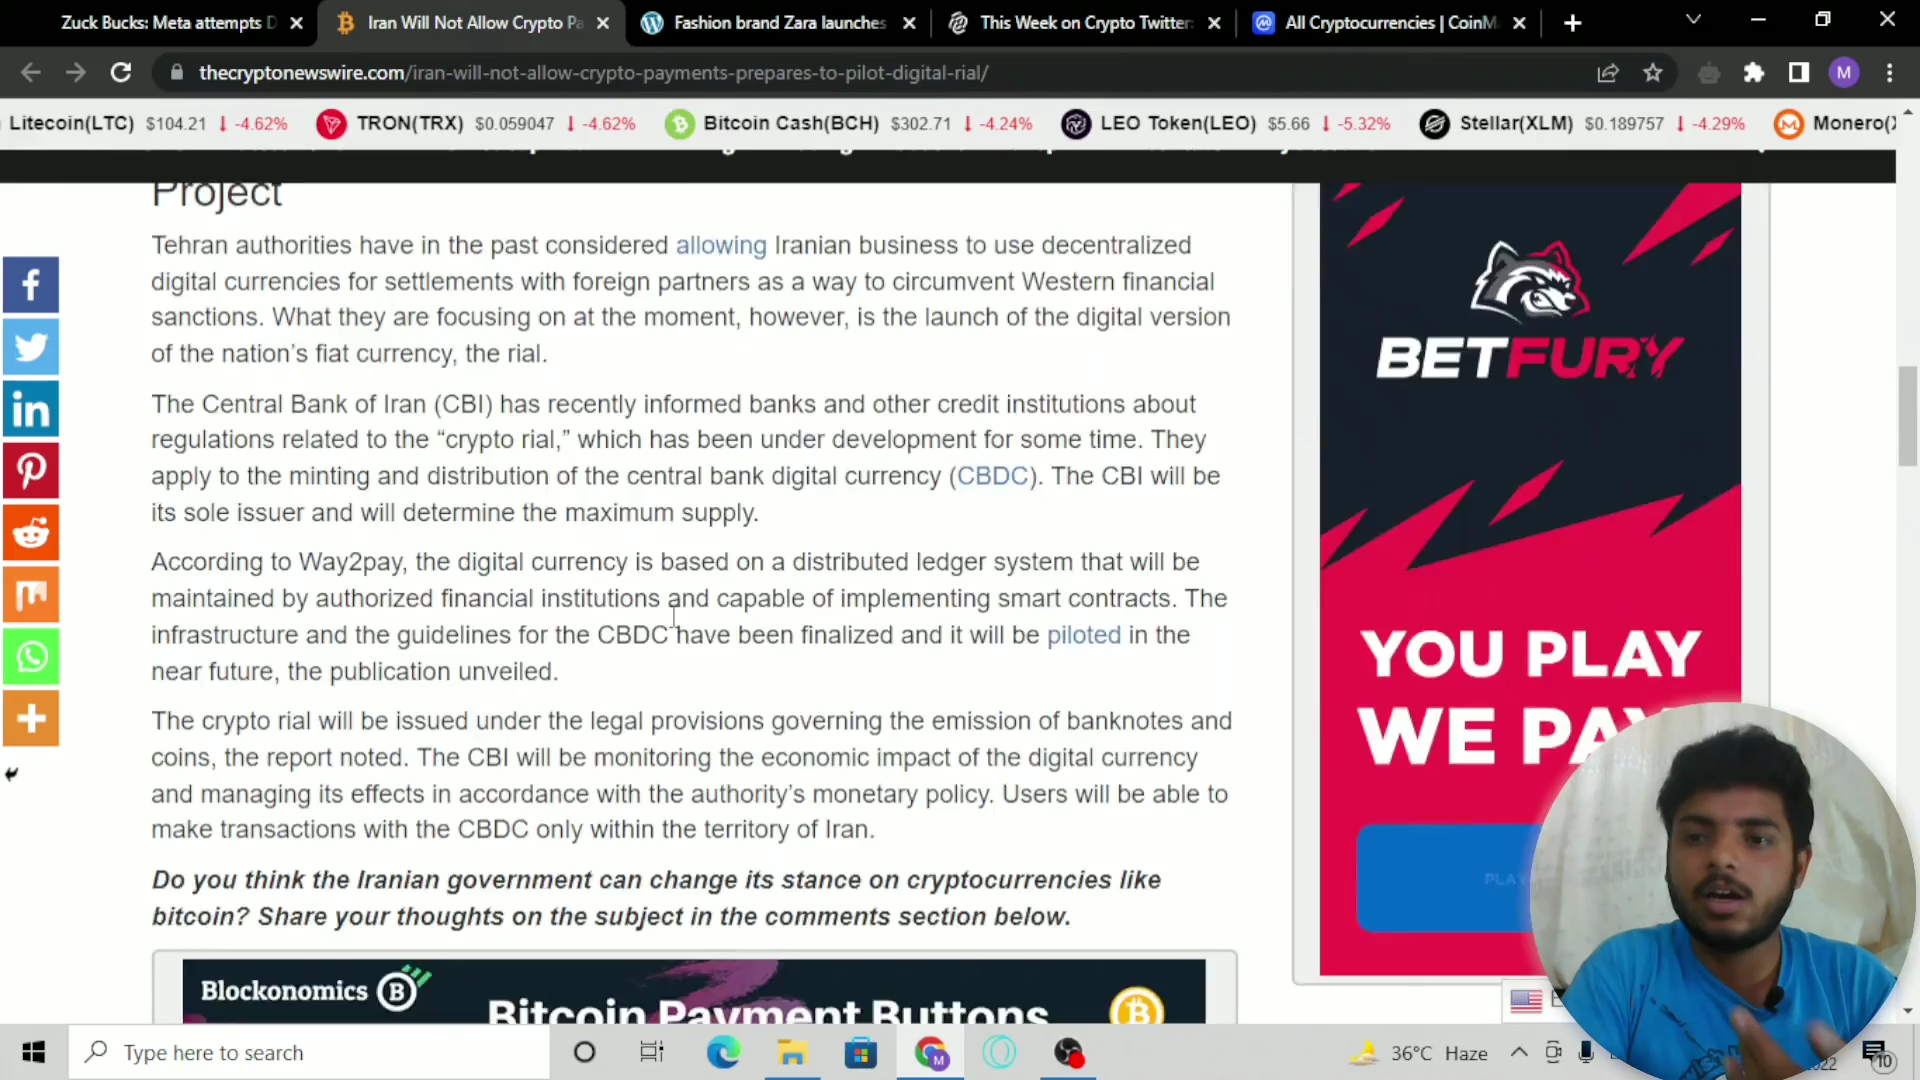 Zuck Bucks: Meta attempts D
Iran Will Not Allow Crypto Pa
Fashion brand Zara launches
This Week on Crypto Twitter:
All Cryptocurrencies | CoinM
thecryptonewswire.com/iran-will-not-allow-crypto-payments-prepares-to-pilot-digital-rial/
M
Litecoin(LTC) $104.21 ↓ -4.62% TRON(TRX) $0.059047 ↓ -4.62% Bitcoin Cash(BCH) $302.71 ↓ -4.24% LEO Token(LEO) $5.66 ↓ -5.32% Stellar(XLM) $0.189757 ↓ -4.29% Monero(
Project
Tehran authorities have in the past considered allowing Iranian business to use decentralized
digital currencies for settlements with foreign partners as a way to circumvent Western financial
sanctions. What they are focusing on at the moment, however, is the launch of the digital version
of the nation’s fiat currency, the rial.
The Central Bank of Iran (CBI) has recently informed banks and other credit institutions about
regulations related to the “crypto rial,” which has been under development for some time. They
apply to the minting and distribution of the central bank digital currency (CBDC). The CBI will be
its sole issuer and will determine the maximum supply.
According to Way2pay, the digital currency is based on a distributed ledger system that will be
maintained by authorized financial institutions and capable of implementing smart contracts. The
infrastructure and the guidelines for the CBDC have been finalized and it will be piloted in the
near future, the publication unveiled.
The crypto rial will be issued under the legal provisions governing the emission of banknotes and
coins, the report noted. The CBI will be monitoring the economic impact of the digital currency
and managing its effects in accordance with the authority’s monetary policy. Users will be able to
make transactions with the CBDC only within the territory of Iran.
Do you think the Iranian government can change its stance on cryptocurrencies like
bitcoin? Share your thoughts on the subject in the comments section below.
Blockonomics
Bitcoin Payment Buttons
BETFURY
YOU PLAY
WE PAY
PLAY
Type here to search
36°C Haze
2022
10